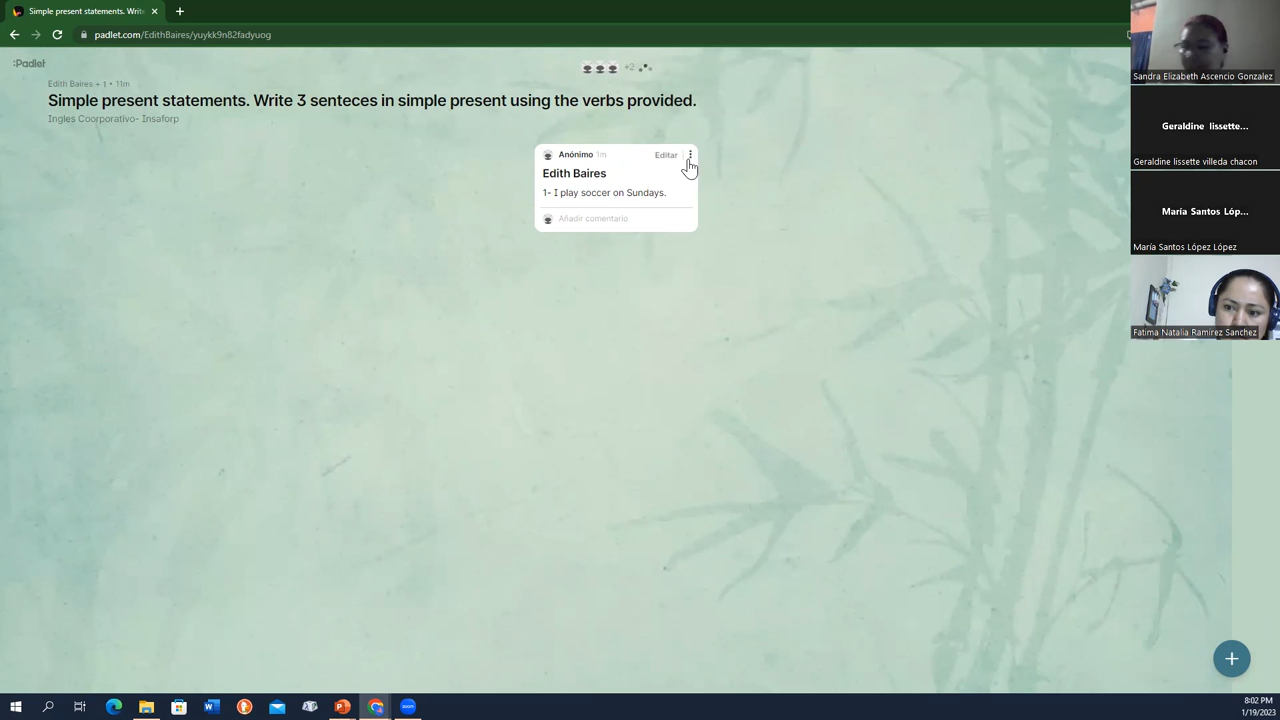 Simple present statements. Writ
padlet.com/EdithBaires/yuykk9n82fadyuog
:Padlet
+2
Edith Baires + 1 • 11m
Simple present statements. Write 3 senteces in simple present using the verbs provided.
Ingles Coorporativo- Insaforp
Anónimo 1m
Editar
Edith Baires
1- I play soccer on Sundays.
Añadir comentario
Sandra Elizabeth Ascencio Gonzalez
Geraldine lissette...
Geraldine lissette villeda chacon
María Santos Lóp...
María Santos López López
Fatima Natalia Ramirez Sanchez
zoom
8:02 PM
1/19/2023